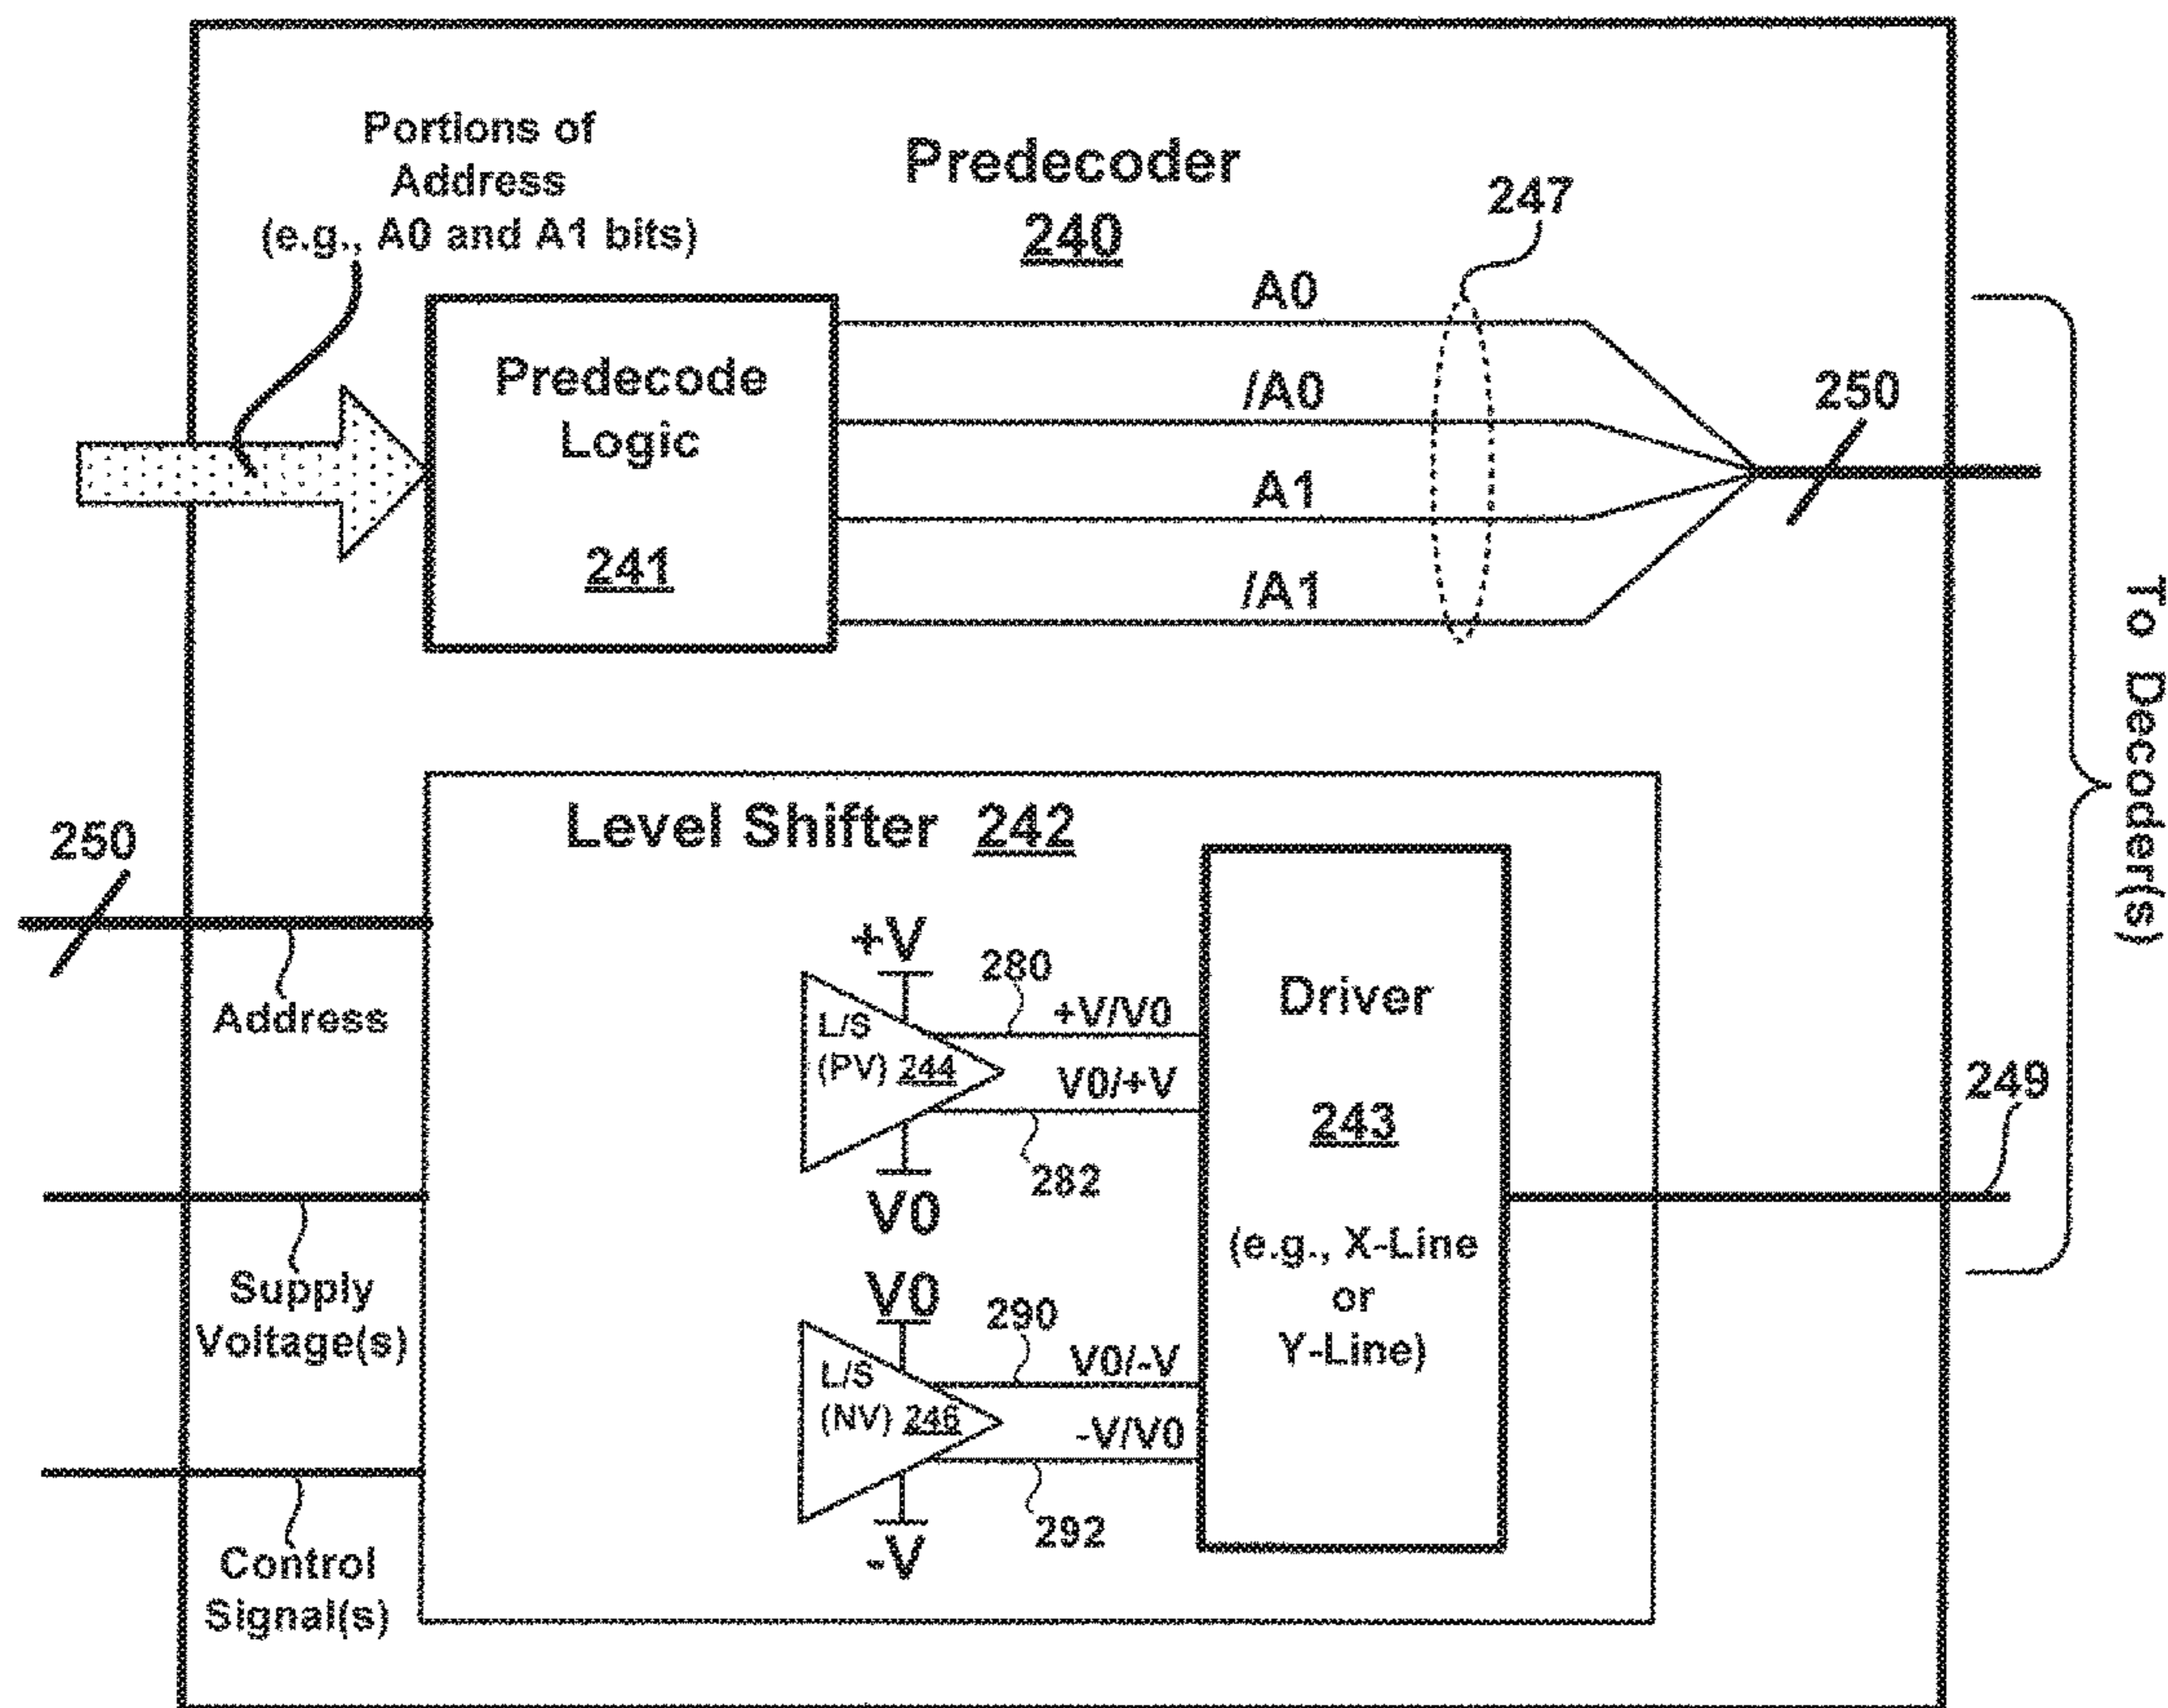 Portions of
Address
(e.g., A0 and A1 bits)
Predecoder
240
247
A0
/A0
A1
/A1
Predecode
Logic
241
250
To Decoder(s)
Level Shifter 242
250
Address
Supply
Voltage(s)
Control
Signal(s)
+V
L/S
(PV) 244
V0
280
+V/V0
V0/+V
282
V0
L/S
(NV) 246
-V
290
V0/-V
-V/V0
292
Driver
243
(e.g., X-Line
or
Y-Line)
249